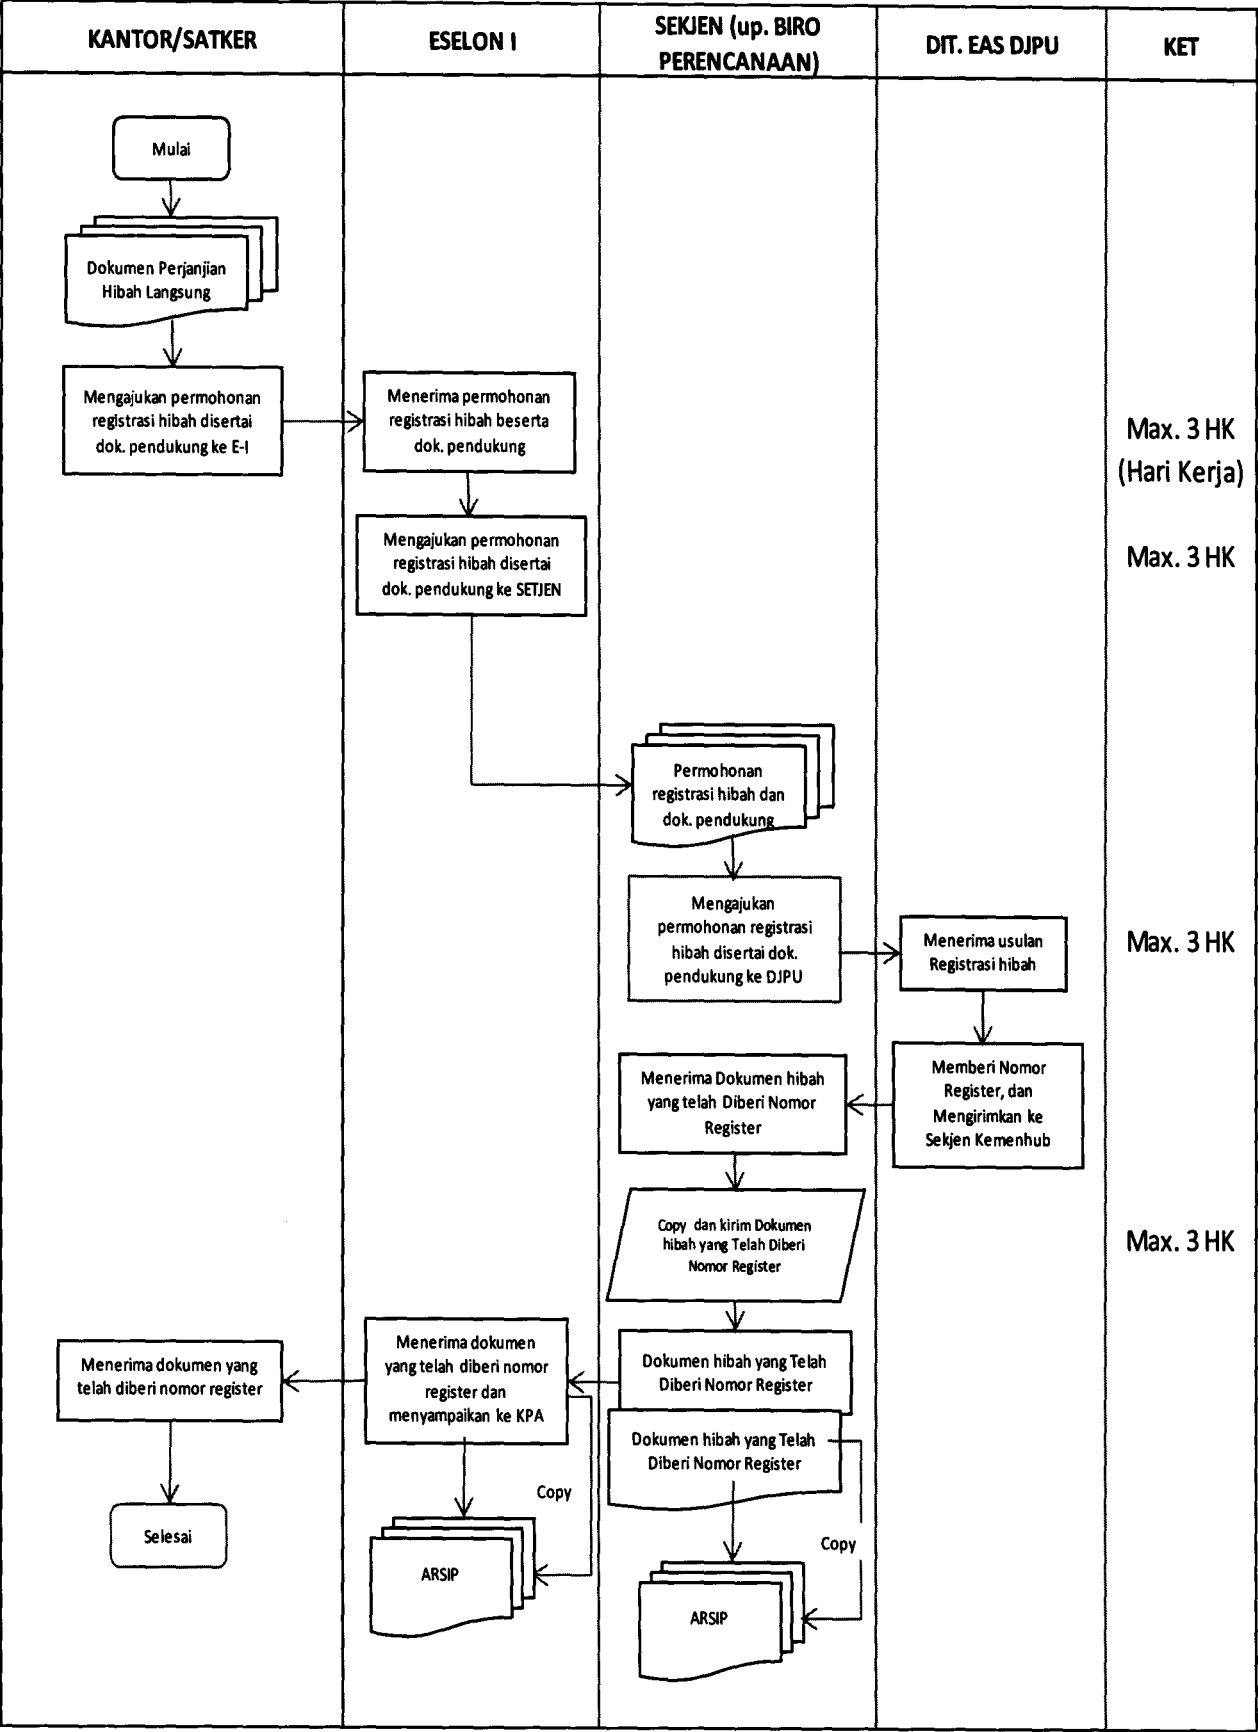 KANTOR/SATKER
ESELON I
SEKJEN (up. BIRO
PERENCANAAN)
DIT. EAS DJPU
KET
Mulai
Dokumen Perjanjian
Hibah Langsung
Mengajukan permohonan
registrasi hibah disertai
dok. pendukung ke E-I
Menerima permohonan
registrasi hibah beserta
dok. pendukung
Max. 3 HK
(Hari Kerja)
Mengajukan permohonan
registrasi hibah disertai
dok. pendukung ke SETJEN
Max. 3 HK
Permohonan
registrasi hibah dan
dok. pendukung
Mengajukan
permohonan registrasi
hibah disertai dok.
pendukung ke DJPU
Menerima usulan
Registrasi hibah
Max. 3 HK
Memberi Nomor
Register, dan
Mengirimkan ke
Sekjen Kemenhub
Menerima Dokumen hibah
yang telah Diberi Nomor
Register
Copy dan kirim Dokumen
hibah yang Telah Diberi
Nomor Register
Max. 3 HK
Dokumen hibah yang Telah
Diberi Nomor Register
Dokumen hibah yang Telah
Diberi Nomor Register
Menerima dokumen
yang telah diberi nomor
register dan
menyampaikan ke KPA
Menerima dokumen yang
telah diberi nomor register
Copy
Copy
Selesai
ARSIP
ARSIP